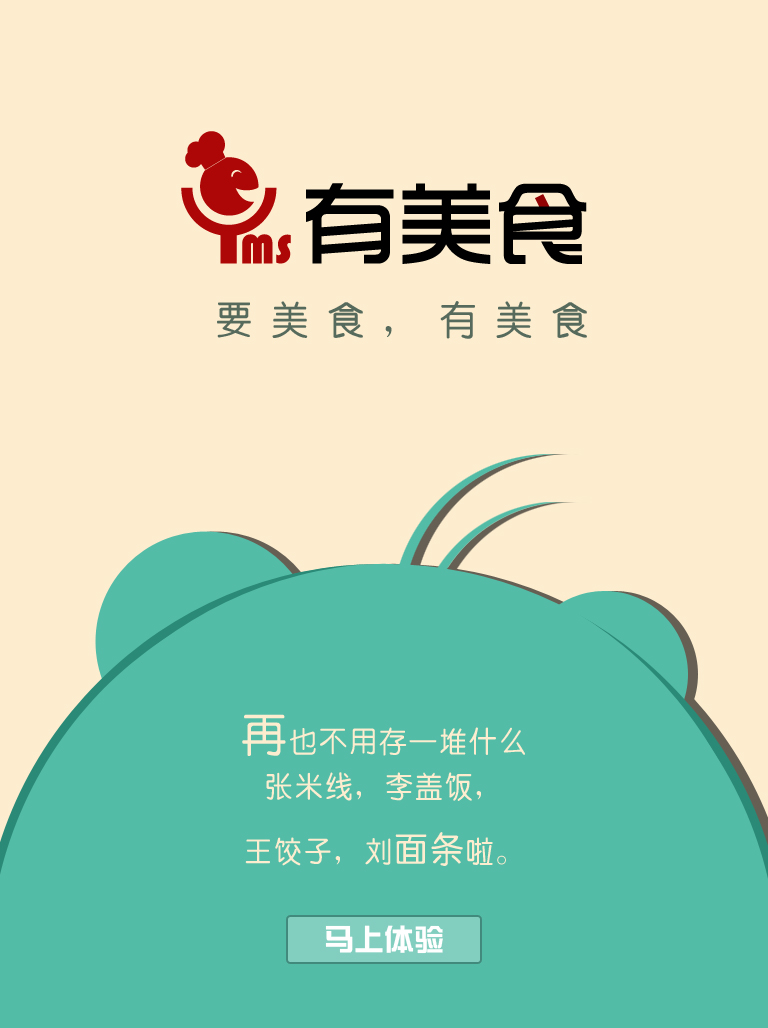 Yms 有美食
要美食，有美食
再也不用存一堆什么
张米线，李盖饭，
王饺子，刘面条啦。
马上体验